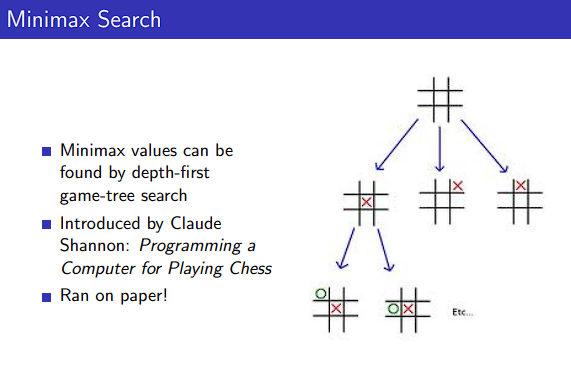 Minimax Search
Minimax values can be
found by depth-first
game-tree search
Introduced by Claude
Shannon: Programming a
Computer for Playing Chess
Ran on paper!
X
X
X
O
X
O
X
Etc...